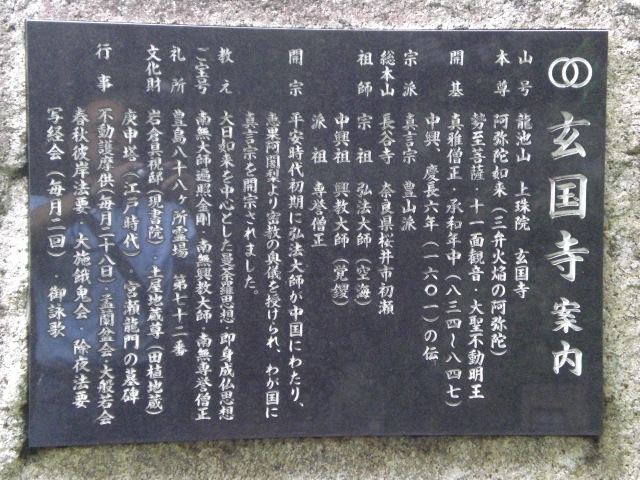 玄国寺案内
山号 龍池山 上珠院 玄国寺
本尊 阿弥陀如来(三弁火焔の阿弥陀)
勢至菩薩・十一面観音・大聖不動明王
開基 真雅僧正・承和年中(八三四~八四七)
中興、慶長六年(一六〇一)の伝
宗派 真言宗 豊山派
総本山 長谷寺 奈良県桜井市初瀬
祖師 宗祖 弘法大師(空海)
中興祖 興教大師(覚鑁)
派祖 専誉僧正
開宗 平安時代初期に弘法大師が中国にわたり、
恵果阿闍梨より密教の奥儀を授けられ、わが国に
真言宗を開宗されました。
教え 大日如来を中心とした曼荼羅思想・即身成仏思想
ご宝号 南無大師遍照金剛・南無興教大師・南無専誉僧正
札所 豊島八十八ヶ所霊場 第七十二番
文化財 岩倉具視邸(現書院) 土屋地蔵尊(田植地蔵)
庚申塔(江戸時代)・宮瀬龍門の墓碑
行事 不動護摩供(毎月二十八日)・盂蘭盆会・大般若会
春秋彼岸法要・大施餓鬼会・除夜法要
写経会(毎月二回)・御詠歌